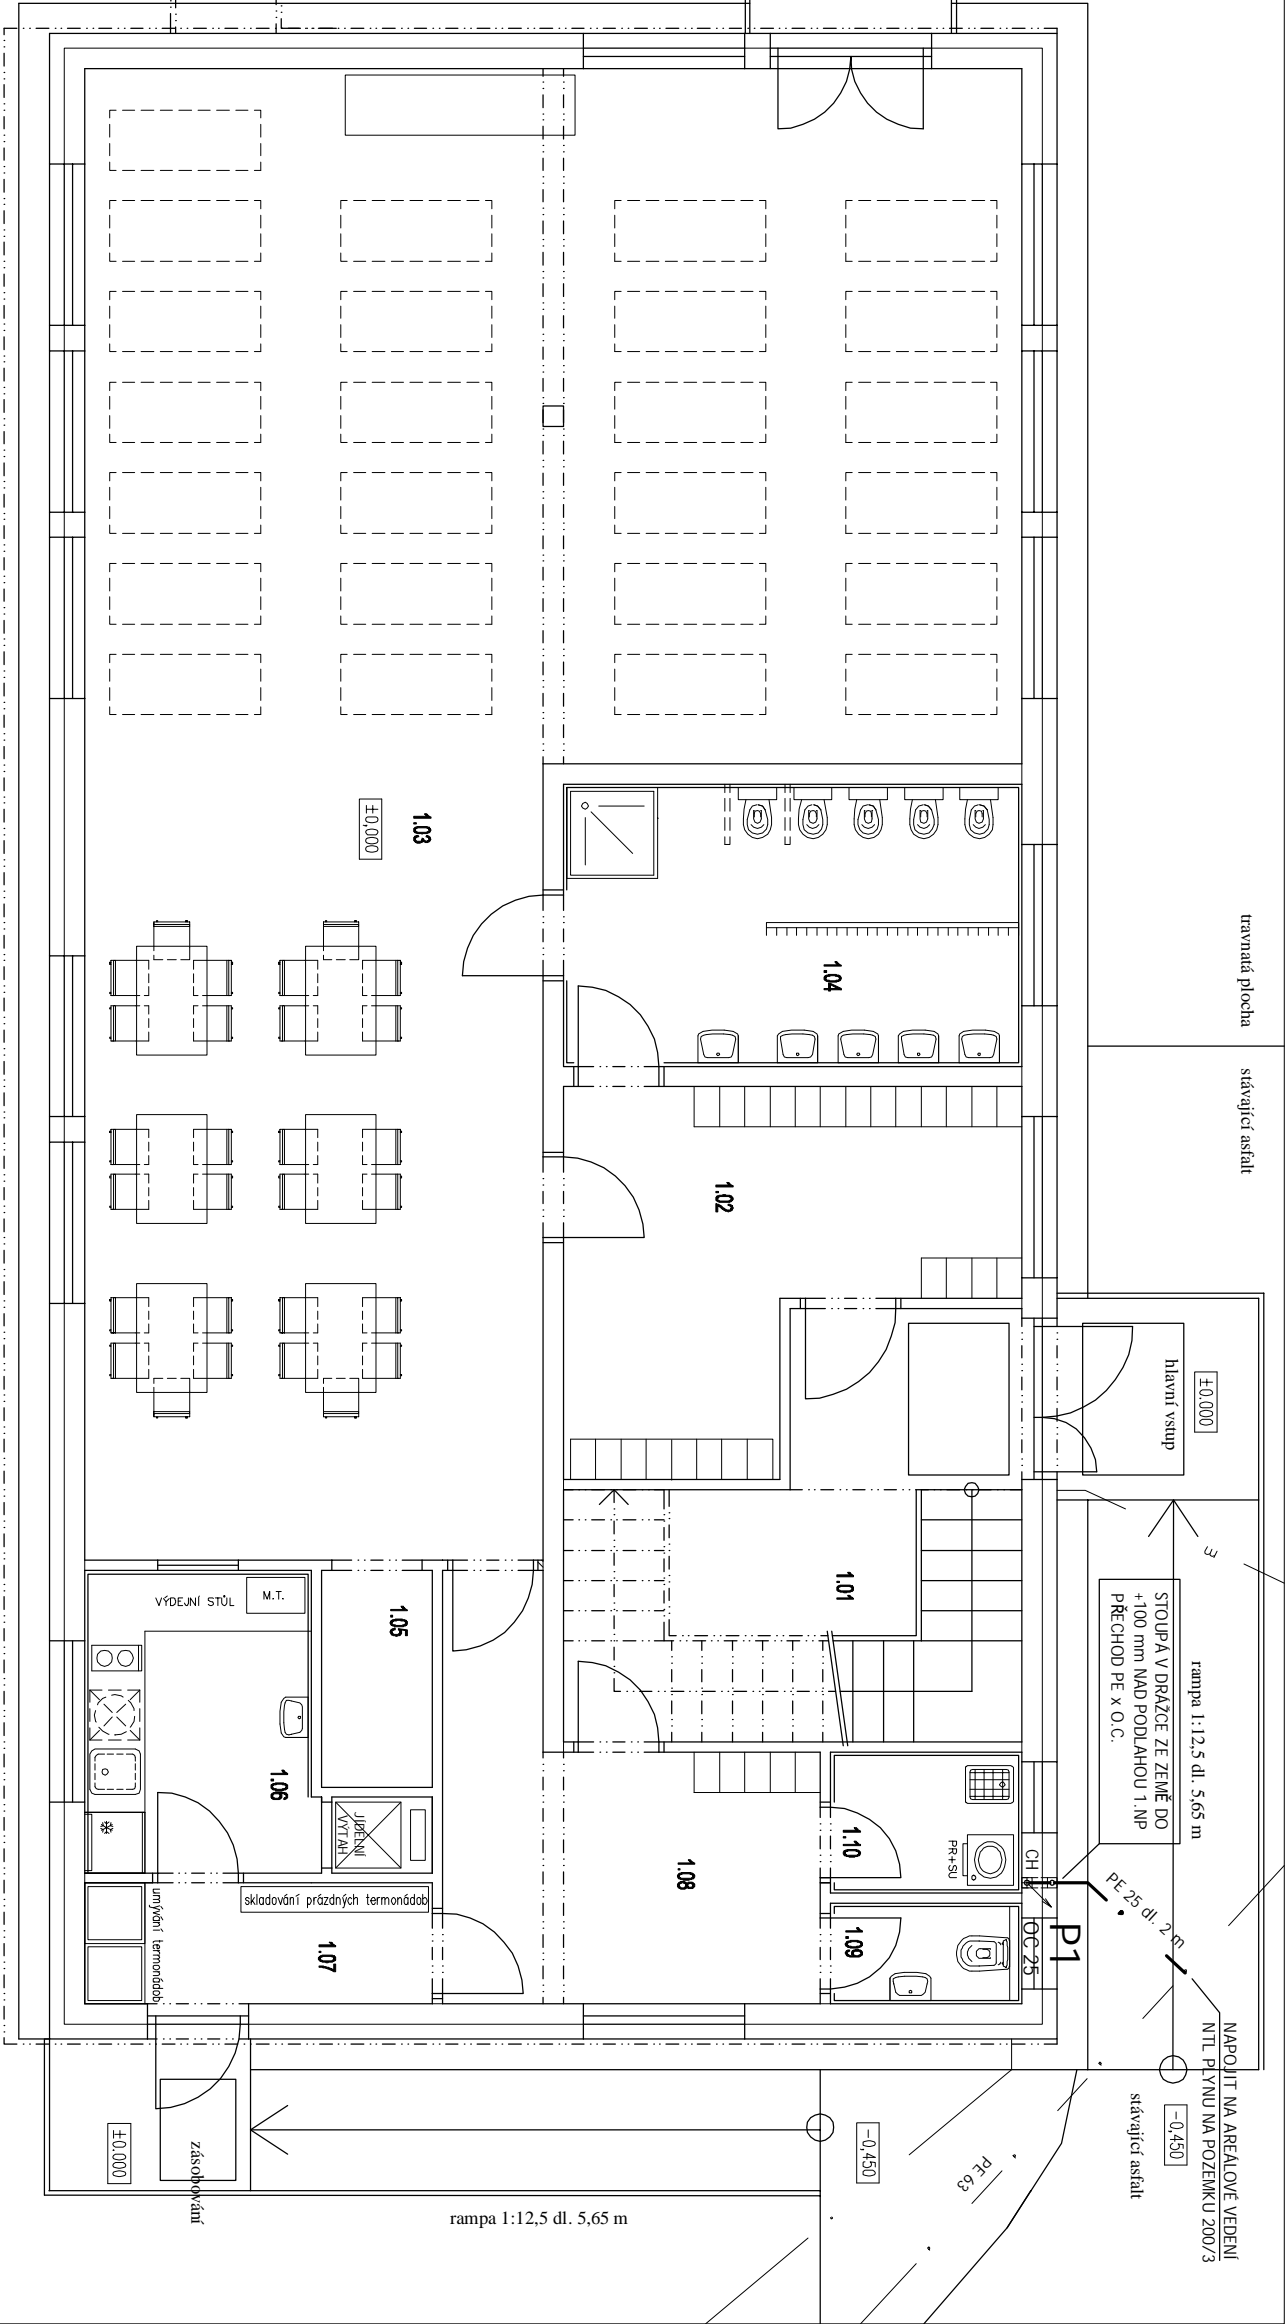 travnatá plocha
stávající asfalt
1.03
±0,000
1.04
1.02
hlavní vstup
±0.000
1.01
3
STOUPÁ V DRÁŽCE ZE ZEMĚ DO
+100 mm NAD PODLAHOU 1.NP
PŘECHOD PE x O.C.
rampa 1:12,5 dl. 5,65 m
1.05
VÝDEJNÍ STŮL
M.T.
1.06
JÍDELNÍ
VÝTAH
1.10
PR+SU
CH
1.08
PE 25 dl. 2 m
P1
OC 25
1.09
skladování prázdných termonádob
umývání termonádob
1.07
NAPOJIT NA AREÁLOVÉ VEDENÍ
NTL PLYNU NA POZEMKU 200/3
-0,450
stávající asfalt
-0,450
PE 63
±0.000
zásobování
rampa 1:12,5 dl. 5,65 m